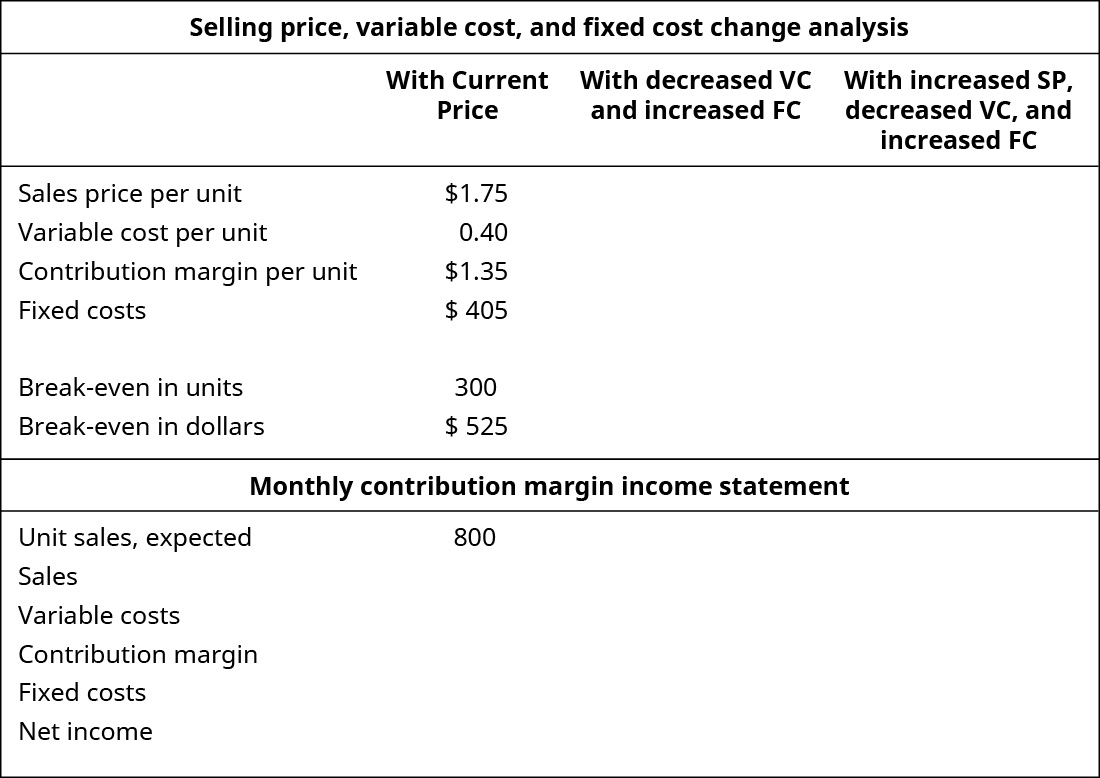 Selling price, variable cost, and fixed cost change analysis
With Current Price With decreased VC and increased FC With increased SP, decreased VC, and increased FC
Sales price per unit $1.75
Variable cost per unit 0.40
Contribution margin per unit $1.35
Fixed costs $ 405
Break-even in units 300
Break-even in dollars $ 525
Monthly contribution margin income statement
Unit sales, expected 800
Sales
Variable costs
Contribution margin
Fixed costs
Net income